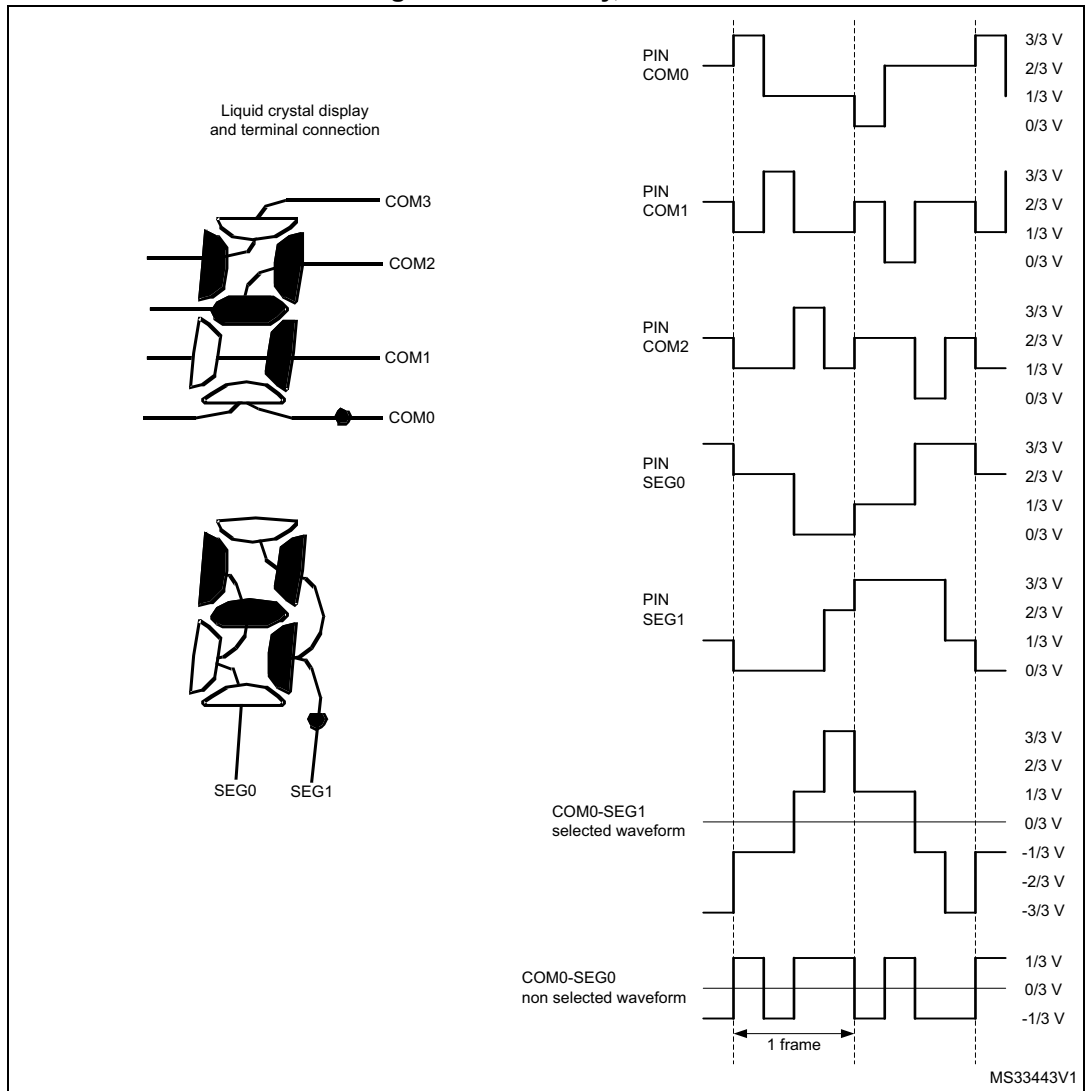 Liquid crystal display
and terminal connection
COM3
COM2
COM1
COM0
SEG0 SEG1
PIN
COM0
3/3 V
2/3 V
1/3 V
0/3 V
PIN
COM1
3/3 V
2/3 V
1/3 V
0/3 V
PIN
COM2
3/3 V
2/3 V
1/3 V
0/3 V
PIN
SEG0
3/3 V
2/3 V
1/3 V
0/3 V
PIN
SEG1
3/3 V
2/3 V
1/3 V
0/3 V
COM0-SEG1
selected waveform
3/3 V
2/3 V
1/3 V
0/3 V
-1/3 V
-2/3 V
-3/3 V
COM0-SEG0
non selected waveform
1/3 V
0/3 V
-1/3 V
1 frame
MS33443V1